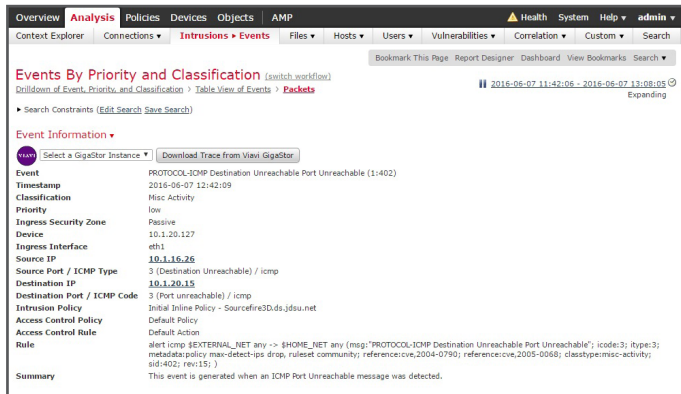 Overview Analysis Policies Devices Objects AMP Health System Help ▾ admin ▾
Context Explorer Connections ▾ Intrusions ▸ Events Files ▾ Hosts ▾ Users ▾ Vulnerabilities ▾ Correlation ▾ Custom ▾ Search
Bookmark This Page Report Designer Dashboard View Bookmarks Search ▾
Events By Priority and Classification (switch workflow)
2016-06-07 11:42:06 - 2016-06-07 13:08:05
Drilldown of Event, Priority, and Classification > Table View of Events > Packets
Expanding
▸ Search Constraints (Edit Search Save Search)
Event Information ▾
VIAVI Select a GigaStor Instance ▼ Download Trace from Viavi GigaStor
Event PROTOCOL-ICMP Destination Unreachable Port Unreachable (1:402)
Timestamp 2016-06-07 12:42:09
Classification Misc Activity
Priority low
Ingress Security Zone Passive
Device 10.1.20.127
Ingress Interface eth1
Source IP 10.1.16.26
Source Port / ICMP Type 3 (Destination Unreachable) / icmp
Destination IP 10.1.20.15
Destination Port / ICMP Code 3 (Port unreachable) / icmp
Intrusion Policy Initial Inline Policy - Sourcefire3D.ds.jdsu.net
Access Control Policy Default Policy
Access Control Rule Default Action
Rule alert icmp $EXTERNAL_NET any -> $HOME_NET any (msg:"PROTOCOL-ICMP Destination Unreachable Port Unreachable"; icode:3; itype:3;
metadata:policy max-detect-ips drop, ruleset community; reference:cve,2004-0790; reference:cve,2005-0068; classtype:misc-activity;
sid:402; rev:15; )
Summary This event is generated when an ICMP Port Unreachable message was detected.